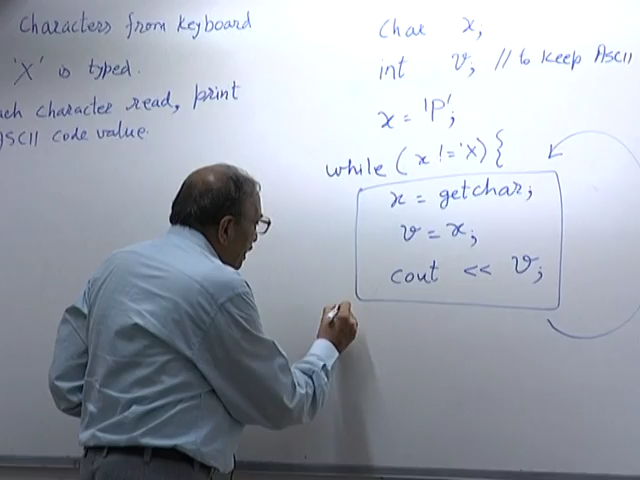 Characters from Keyboard
'X' is typed.
ach character read, print
ASCII code value.
Char x;
int v; // to keep Ascii
x = 'P';
while ( x != 'X') {
x = getchar;
v = x;
cout << v;